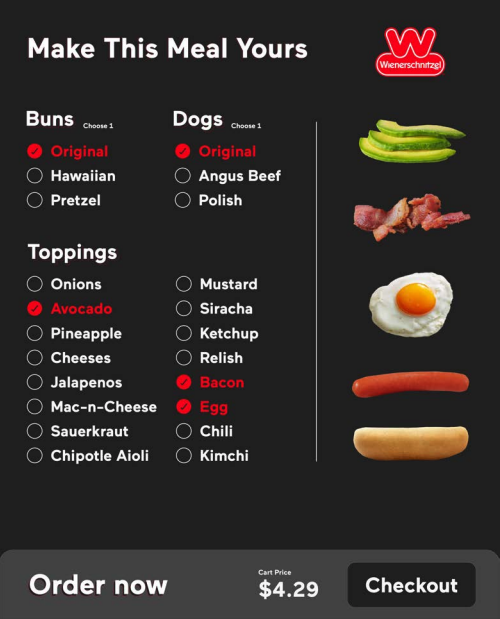 Make This Meal Yours
W
Wienerschnitzel
Buns Choose 1
Original
Hawaiian
Pretzel
Dogs Choose 1
Original
Angus Beef
Polish
Toppings
Onions
Avocado
Pineapple
Cheeses
Jalapenos
Mac-n-Cheese
Sauerkraut
Chipotle Aioli
Mustard
Siracha
Ketchup
Relish
Bacon
Egg
Chili
Kimchi
Order now
Cart Price
$4.29
Checkout